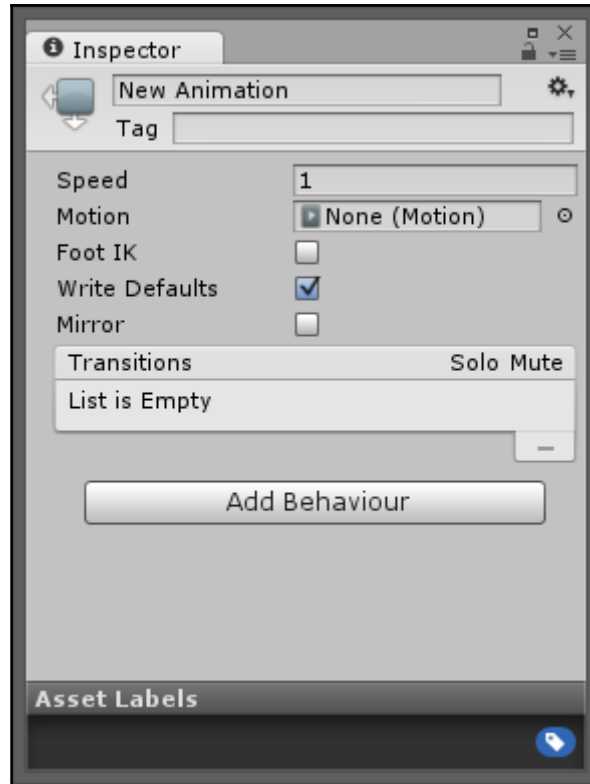 Inspector
New Animation
Tag
Speed 1
Motion None (Motion)
Foot IK
Write Defaults
Mirror
Transitions Solo Mute
List is Empty
Add Behaviour
Asset Labels